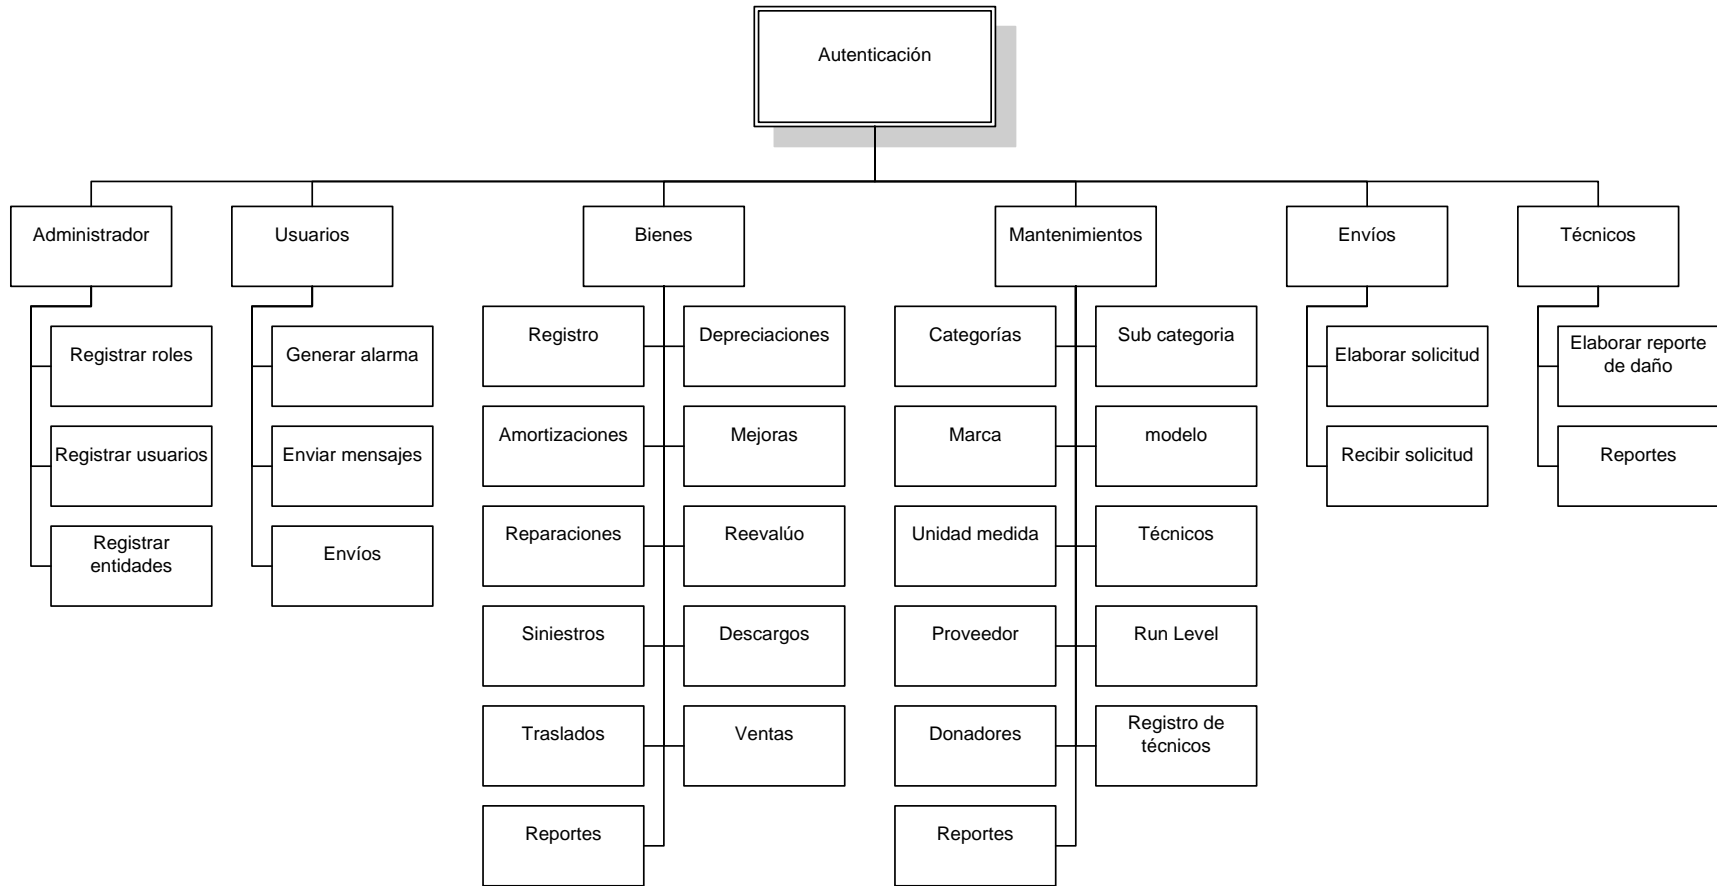 Autenticación
Administrador
Usuarios
Bienes
Mantenimientos
Envíos
Técnicos
Registrar roles
Registrar usuarios
Registrar
entidades
Generar alarma
Enviar mensajes
Envíos
Registro
Depreciaciones
Amortizaciones
Mejoras
Reparaciones
Reevalúo
Siniestros
Descargos
Traslados
Ventas
Reportes
Categorías
Sub categoria
Marca
modelo
Unidad medida
Técnicos
Proveedor
Run Level
Donadores
Registro de
técnicos
Reportes
Elaborar solicitud
Recibir solicitud
Elaborar reporte
de daño
Reportes